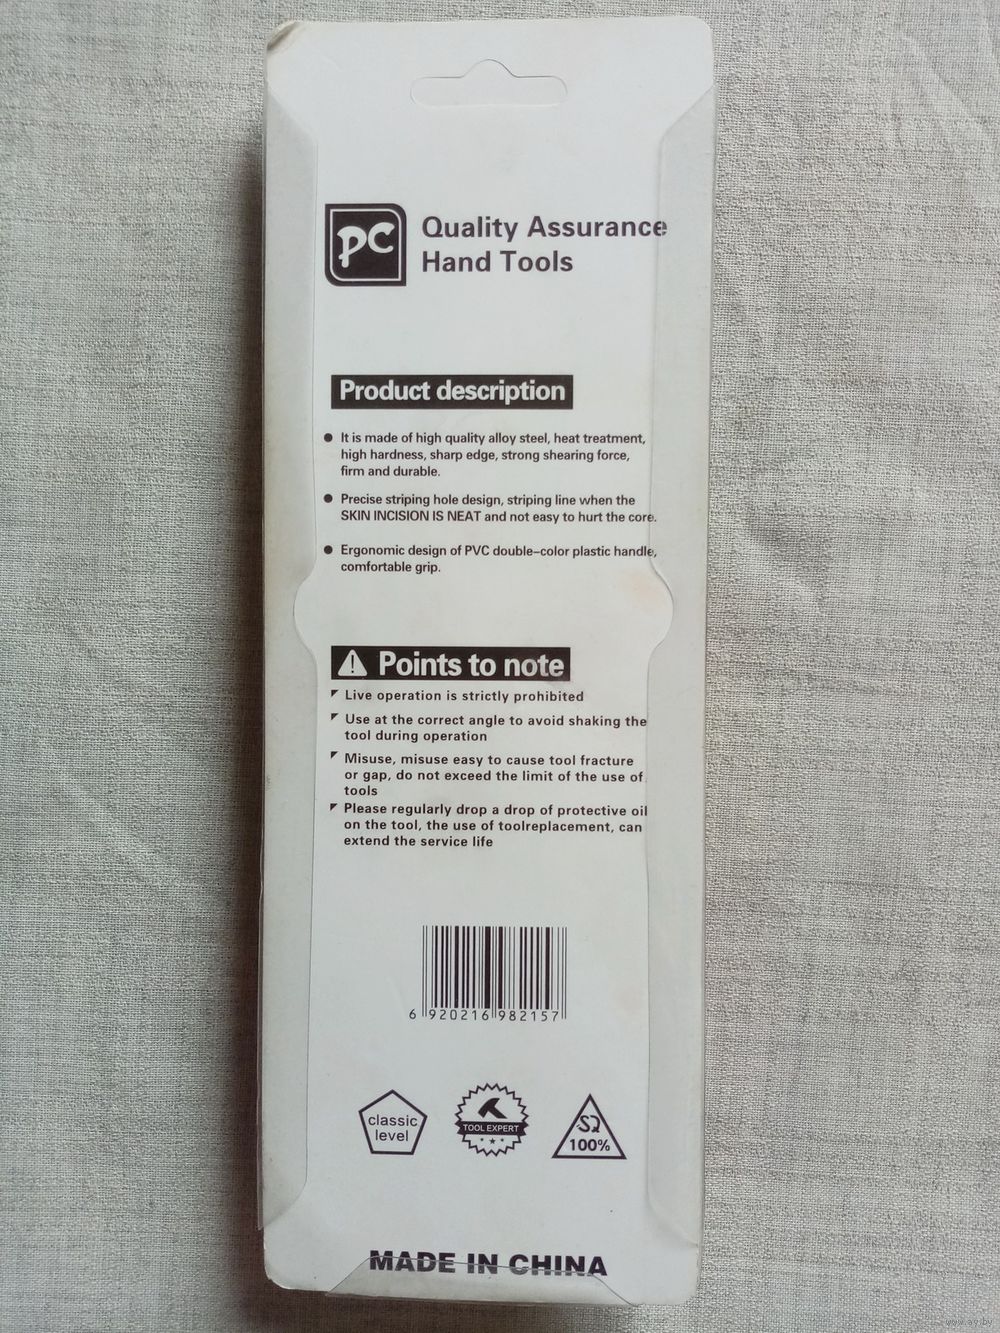 PC
Quality Assurance
Hand Tools
Product description
● It is made of high quality alloy steel, heat treatment,
high hardness, sharp edge, strong shearing force,
firm and durable.
● Precise striping hole design, striping line when the
SKIN INCISION IS NEAT and not easy to hurt the core.
● Ergonomic design of PVC double-color plastic handle,
comfortable grip.
Points to note
Live operation is strictly prohibited
Use at the correct angle to avoid shaking the
tool during operation
Misuse, misuse easy to cause tool fracture
or gap, do not exceed the limit of the use of
tools
Please regularly drop a drop of protective oil
on the tool, the use of toolreplacement, can
extend the service life
6 920216 982157
classic
level
TOOL EXPERT
SQ
100%
MADE IN CHINA
www.ay.by